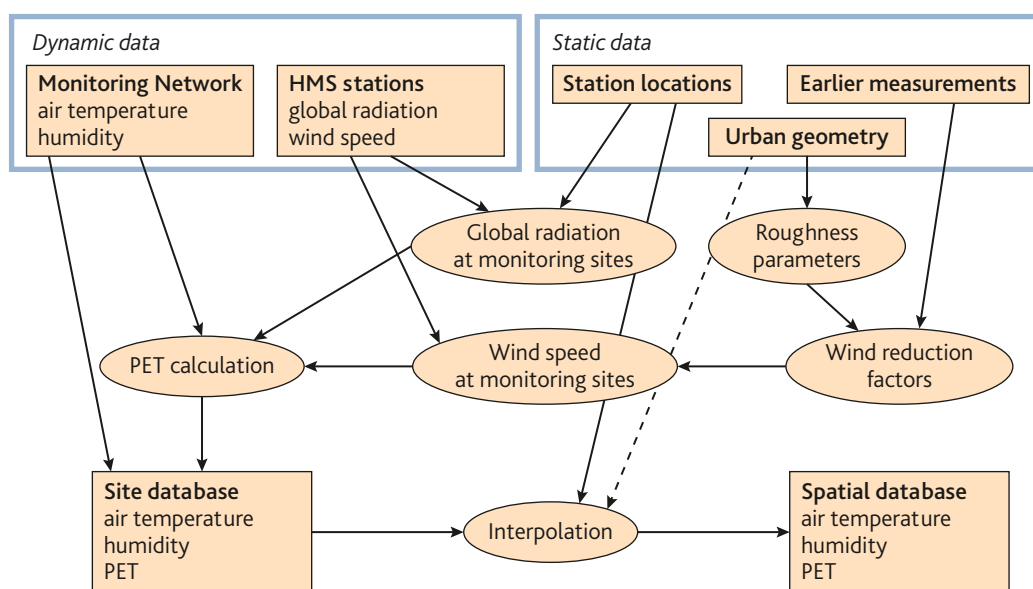 Dynamic data
Monitoring Network
air temperature
humidity
HMS stations
global radiation
wind speed
Static data
Station locations
Earlier measurements
Urban geometry
Global radiation
at monitoring sites
Roughness
parameters
PET calculation
Wind speed
at monitoring sites
Wind reduction
factors
Site database
air temperature
humidity
PET
Interpolation
Spatial database
air temperature
humidity
PET